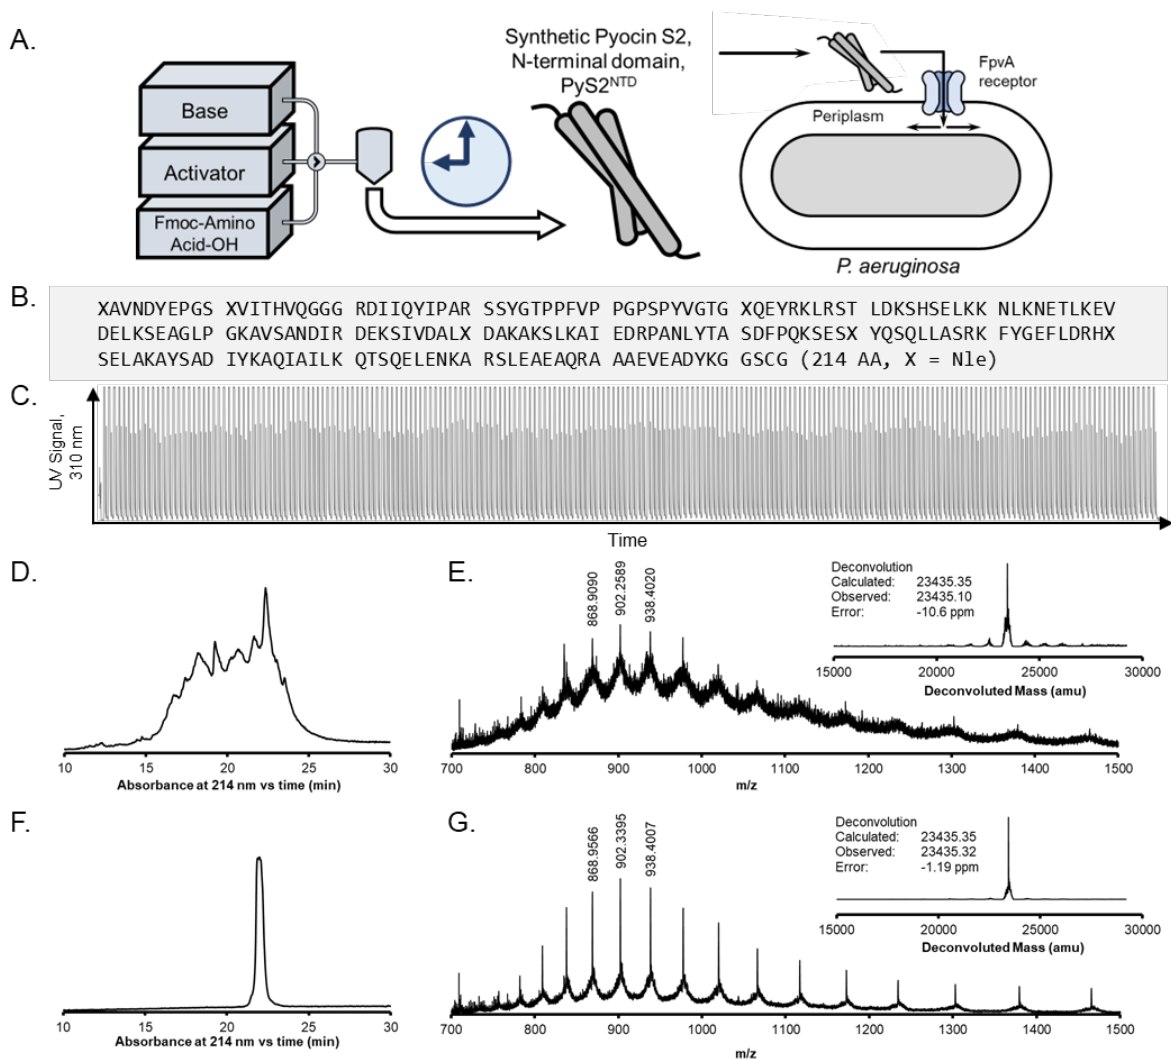 A.
Base
Activator
Fmoc-Amino
Acid-OH
Synthetic Pyocin S2,
N-terminal domain,
PyS2NTD
FpvA
receptor
Periplasm
P. aeruginosa
B.
XAVNDYEPGS XVITHVQGGG RDIIQYIPAR SSYGTPPFVP PGPSPYVGTG XQEYRKLRST LDKSHSELKK NLKNETLKEV
DELKSEAGLP GKAVSANDIR DEKSIVDALX DAKAKSLKAI EDRPANLYTA SDFPQKSESX YQSQLLASRK FYGEFLDRHX
SELAKAYSAD IYKAQIAILK QTSQELENKA RSLEAEAQRA AAEVEADYKG GSCG (214 AA, X = Nle)
C.
UV Signal,
310 nm
Time
D.
10 15 20 25 30
Absorbance at 214 nm vs time (min)
E.
868.9090
902.2589
938.4020
Deconvolution
Calculated: 23435.35
Observed: 23435.10
Error: -10.6 ppm
15000 20000 25000 30000
Deconvoluted Mass (amu)
700 800 900 1000 1100 1200 1300 1400 1500
m/z
F.
10 15 20 25 30
Absorbance at 214 nm vs time (min)
G.
868.9566
902.3395
938.4007
Deconvolution
Calculated: 23435.35
Observed: 23435.32
Error: -1.19 ppm
15000 20000 25000 30000
Deconvoluted Mass (amu)
700 800 900 1000 1100 1200 1300 1400 1500
m/z